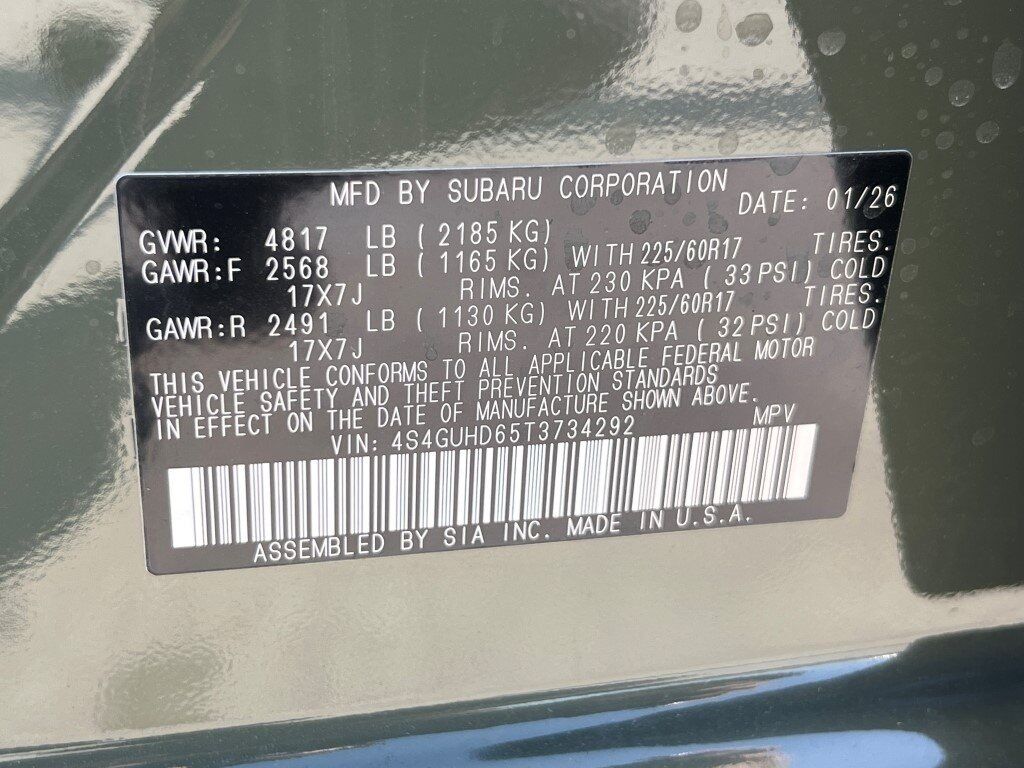 MFD BY SUBARU CORPORATION DATE: 01/26
GVWR: 4817 LB ( 2185 KG)
GAWR:F 2568 LB ( 1165 KG) WITH 225/60R17 TIRES.
17X7J RIMS. AT 230 KPA ( 33 PSI) COLD
GAWR:R 2491 LB ( 1130 KG) WITH 225/60R17 TIRES.
17X7J RIMS. AT 220 KPA ( 32 PSI) COLD
THIS VEHICLE CONFORMS TO ALL APPLICABLE FEDERAL MOTOR
VEHICLE SAFETY AND THEFT PREVENTION STANDARDS
IN EFFECT ON THE DATE OF MANUFACTURE SHOWN ABOVE.
VIN: 4S4GUHD65T3734292 MPV
ASSEMBLED BY SIA INC. MADE IN U.S.A.